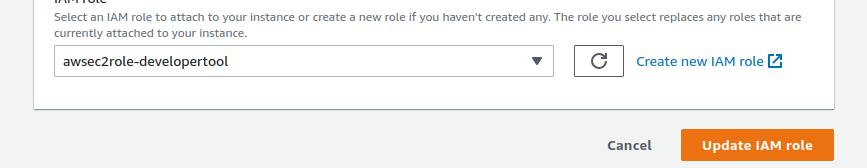 IAM role
Select an IAM role to attach to your instance or create a new role if you haven't created any. The role you select replaces any roles that are
currently attached to your instance.
awsec2role-developertool
Create new IAM role
Cancel
Update IAM role